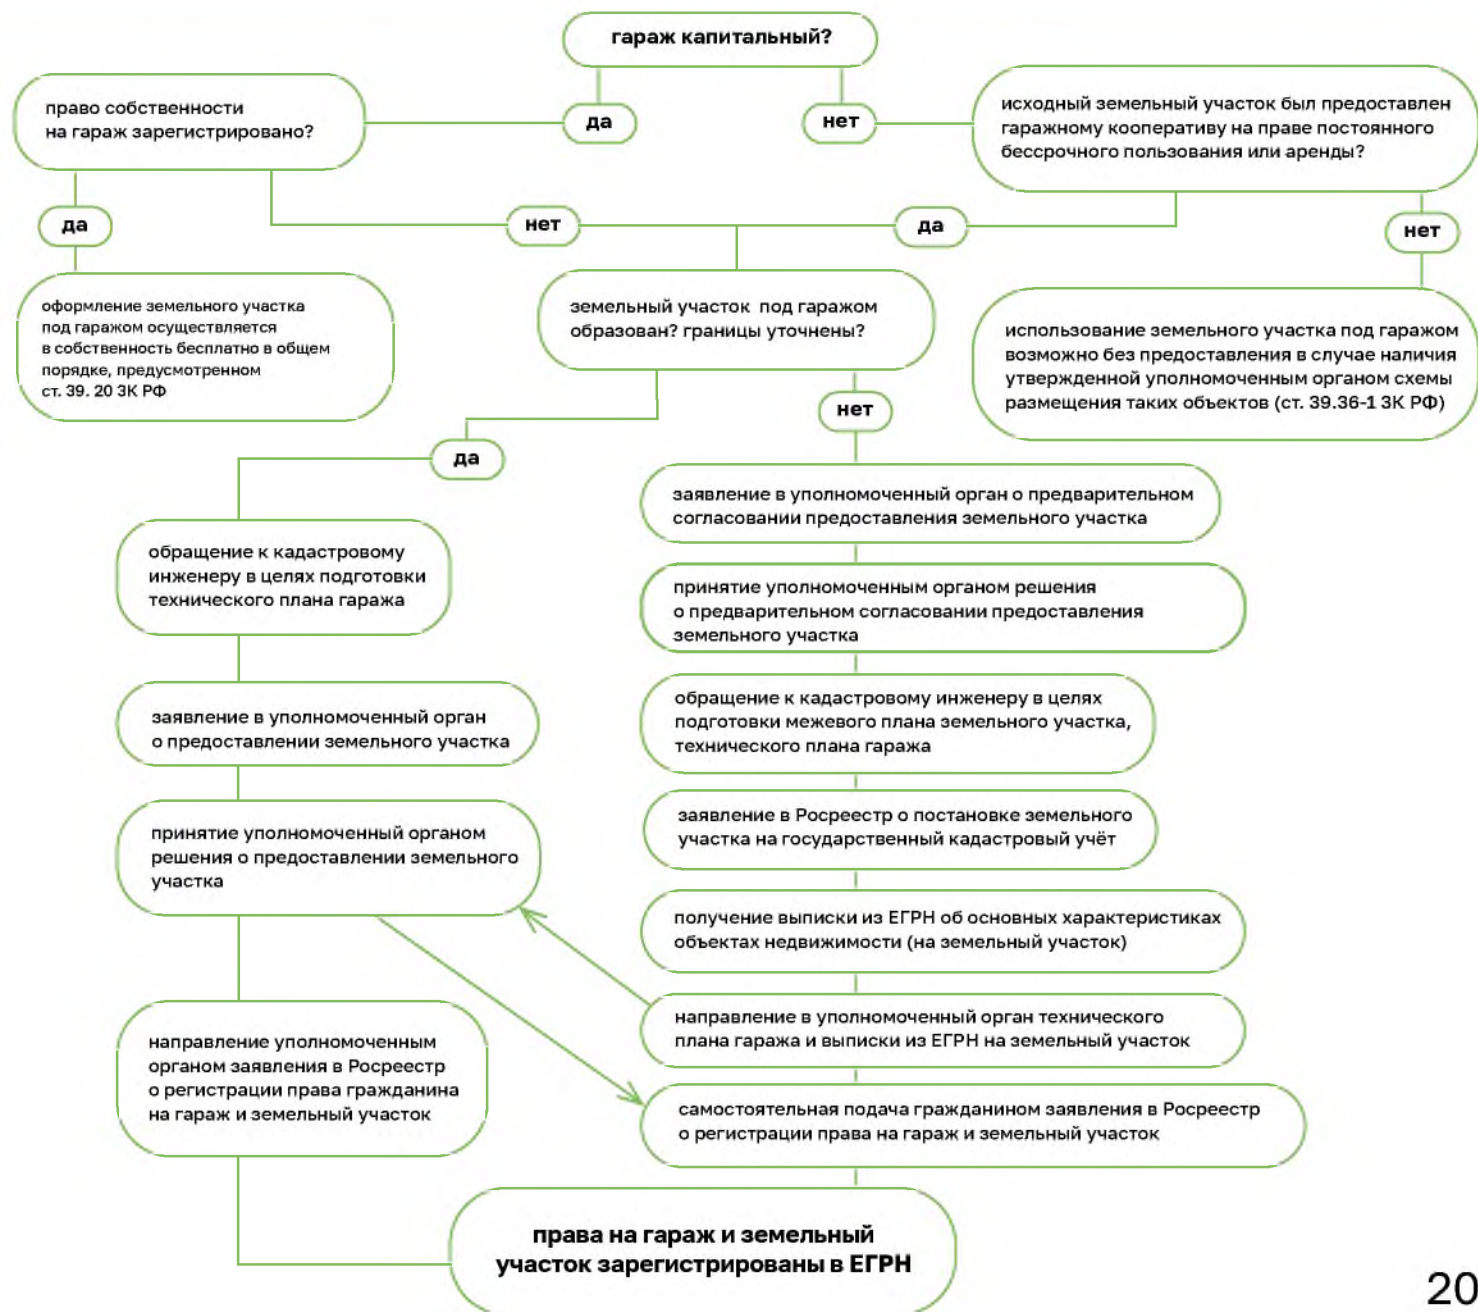 гараж капитальный?
да
нет
право собственности
на гараж зарегистрировано?
исходный земельный участок был предоставлен
гаражному кооперативу на праве постоянного
бессрочного пользования или аренды?
да
нет
да
нет
оформление земельного участка
под гаражом осуществляется
в собственность бесплатно в общем
порядке, предусмотренном
ст. 39. 20 ЗК РФ
земельный участок под гаражом
образован? границы уточнены?
использование земельного участка под гаражом
возможно без предоставления в случае наличия
утвержденной уполномоченным органом схемы
размещения таких объектов (ст. 39.36-1 ЗК РФ)
да
нет
обращение к кадастровому
инженеру в целях подготовки
технического плана гаража
заявление в уполномоченный орган
о предоставлении земельного участка
принятие уполномоченный органом
решения о предоставлении земельного
участка
направление уполномоченным
органом заявления в Росреестр
о регистрации права гражданина
на гараж и земельный участок
заявление в уполномоченный орган о предварительном
согласовании предоставления земельного участка
принятие уполномоченным органом решения
о предварительном согласовании предоставления
земельного участка
обращение к кадастровому инженеру в целях
подготовки межевого плана земельного участка,
технического плана гаража
заявление в Росреестр о постановке земельного
участка на государственный кадастровый учёт
получение выписки из ЕГРН об основных характеристиках
объектах недвижимости (на земельный участок)
направление в уполномоченный орган технического
плана гаража и выписки из ЕГРН на земельный участок
самостоятельная подача гражданином заявления в Росреестр
о регистрации права на гараж и земельный участок
права на гараж и земельный
участок зарегистрированы в ЕГРН
20